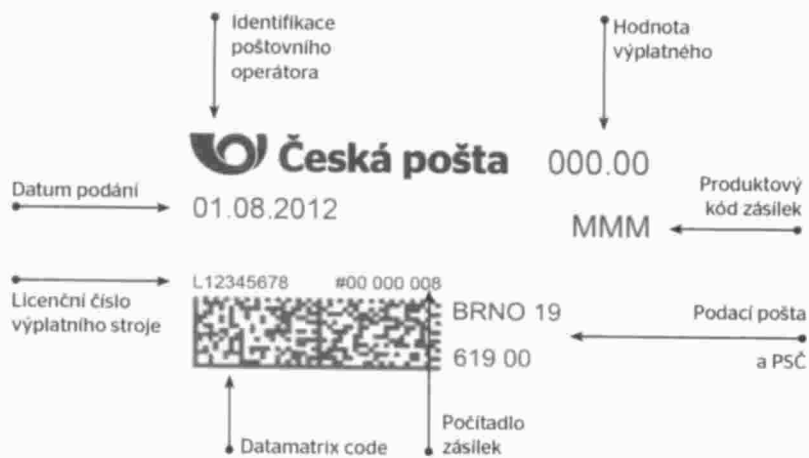 Identifikace
poštovního
operátora
Hodnota
výplatného
Česká pošta
000.00
Datum podání
01.08.2012
Produktový
kód zásilek
MMM
L12345678
#00 000 008
Licenční číslo
výplatního stroje
BRNO 19
619 00
Podací pošta
a PSČ
Datamatrix code
Počítadlo
zásilek